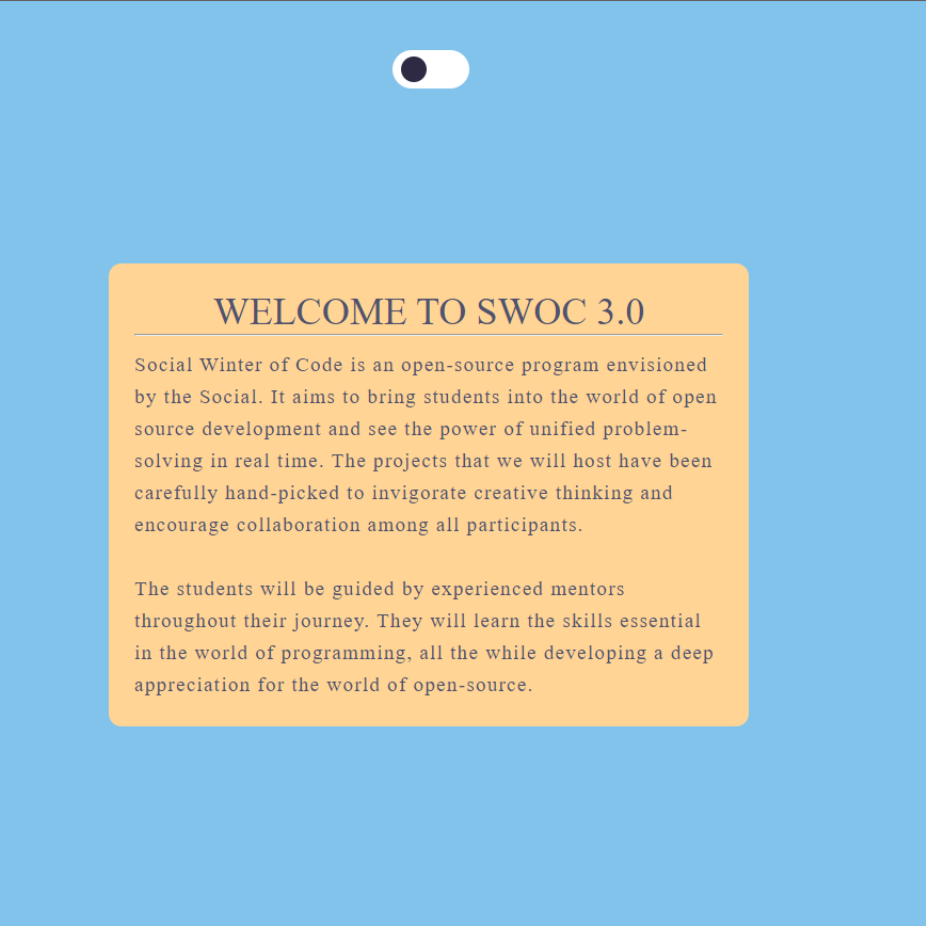 WELCOME TO SWOC 3.0
Social Winter of Code is an open-source program envisioned
by the Social. It aims to bring students into the world of open
source development and see the power of unified problem-
solving in real time. The projects that we will host have been
carefully hand-picked to invigorate creative thinking and
encourage collaboration among all participants.
The students will be guided by experienced mentors
throughout their journey. They will learn the skills essential
in the world of programming, all the while developing a deep
appreciation for the world of open-source.